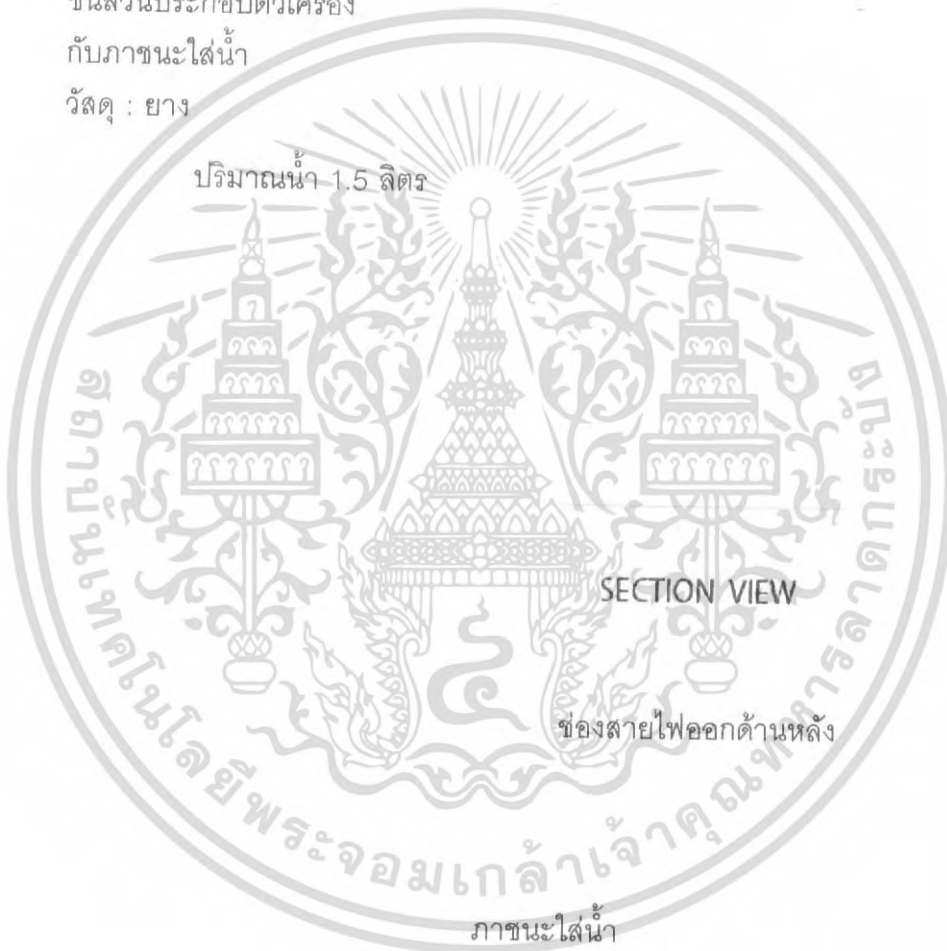 ชิ้นส่วนประกอบตัวเครื่อง
กับภาชนะใส่น้ำ
วัสดุ : ยาง
ปริมาณน้ำ 1.5 ลิตร
SECTION VIEW
ช่องสายไฟออกด้านหลัง
ภาชนะใส่น้ำ
สถาบันเทคโนโลยีพระจอมเกล้าเจ้าคุณทหารลาดกระบัง